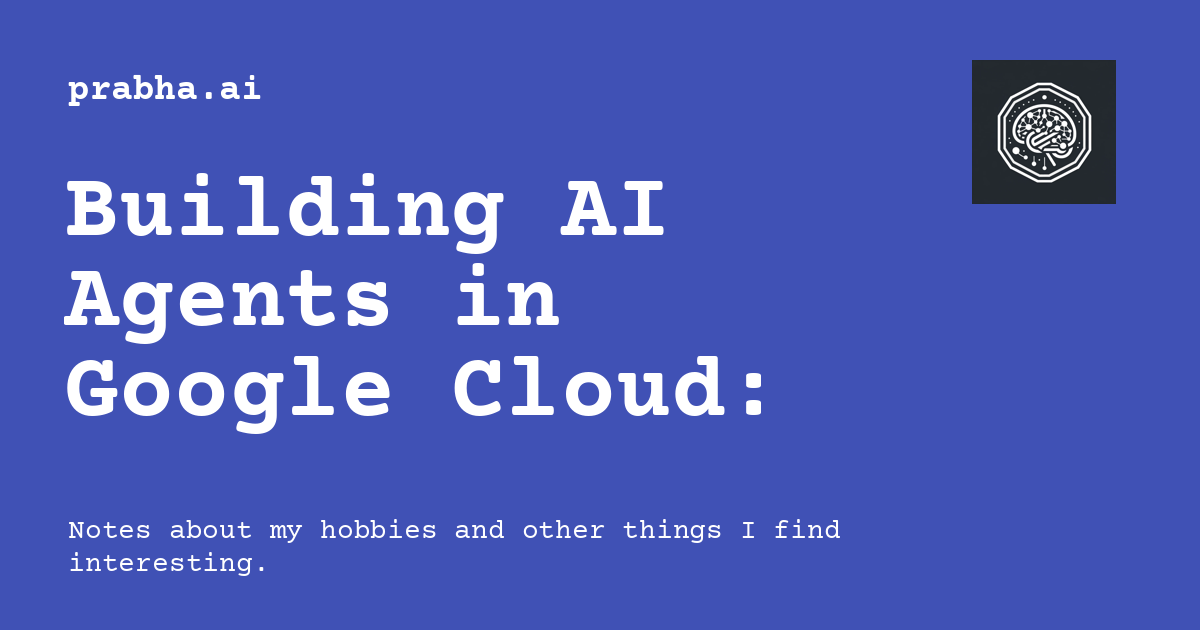 prabha.ai
Building AI
Agents in
Google Cloud:
Notes about my hobbies and other things I find
interesting.